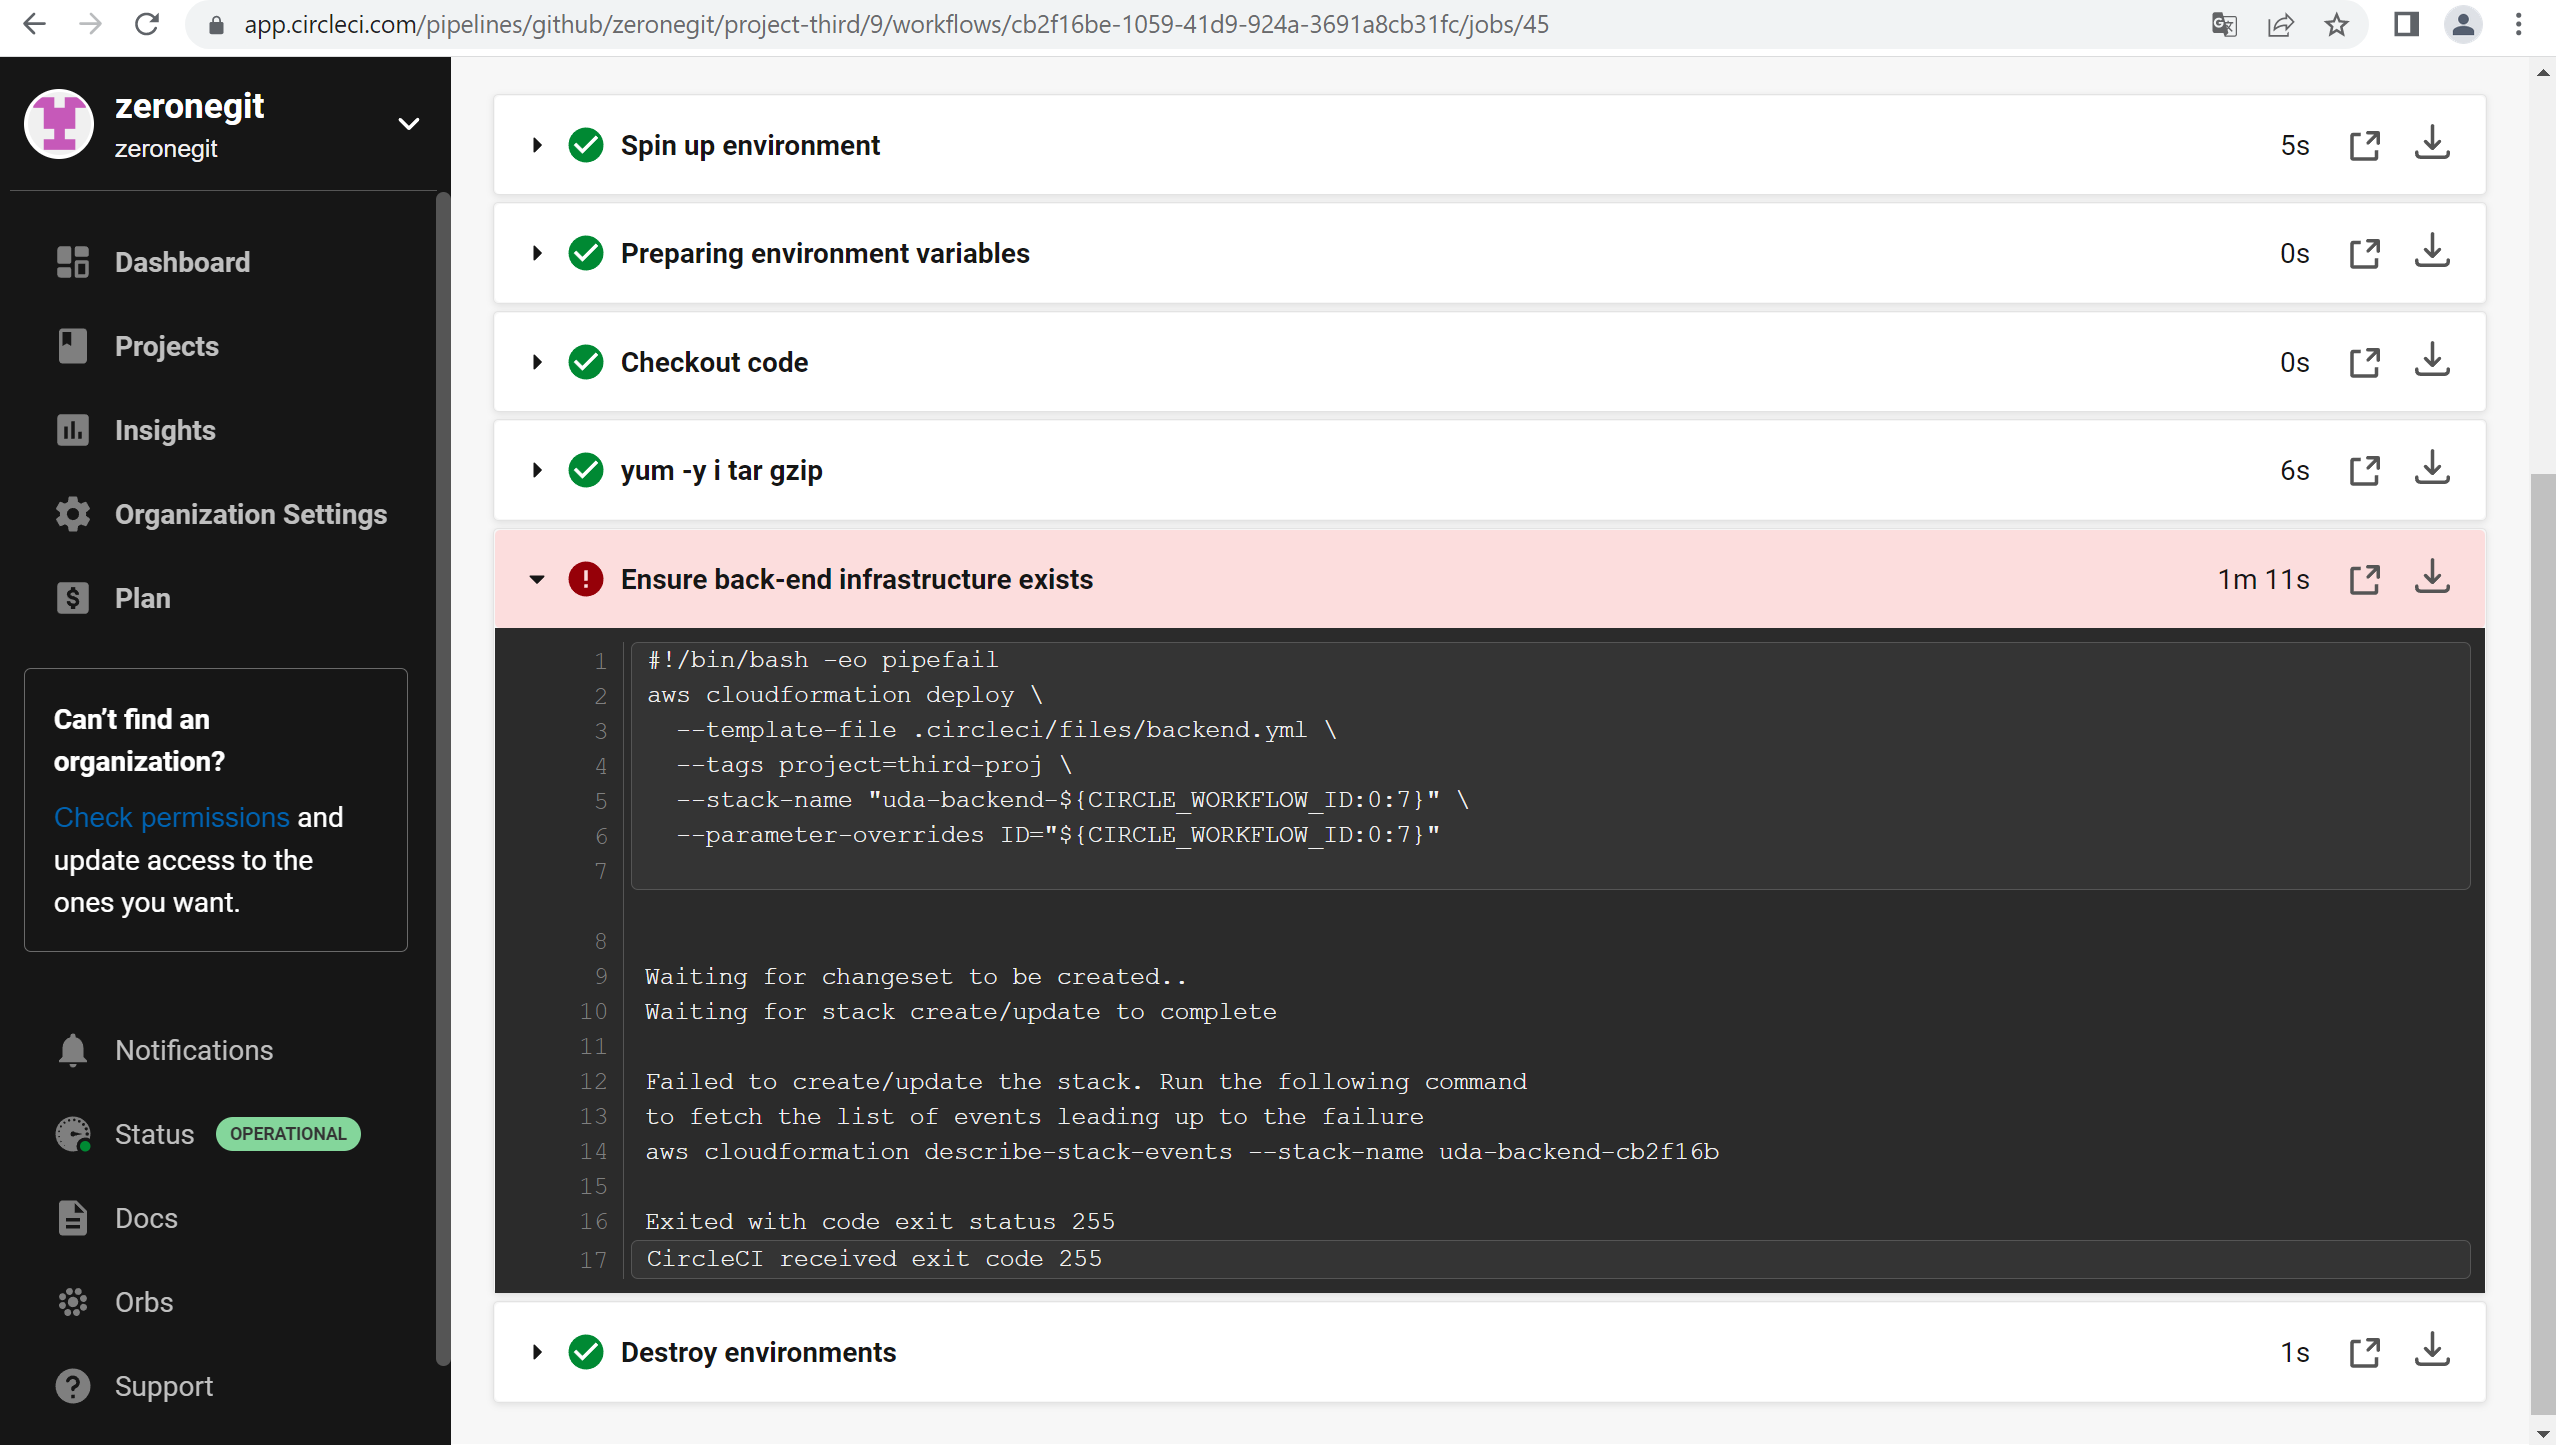 app.circleci.com/pipelines/github/zeronegit/project-third/9/workflows/cb2f16be-1059-41d9-924a-3691a8cb31fc/jobs/45
zeronegit
zeronegit
Dashboard
Projects
Insights
Organization Settings
Plan
Can't find an
organization?
Check permissions and
update access to the
ones you want.
Notifications
Status OPERATIONAL
Docs
Orbs
Support
Spin up environment 5s
Preparing environment variables 0s
Checkout code 0s
yum -y i tar gzip 6s
Ensure back-end infrastructure exists 1m 11s
1 #!/bin/bash -eo pipefail
2 aws cloudformation deploy \
3 --template-file .circleci/files/backend.yml \
4 --tags project=third-proj \
5 --stack-name "uda-backend-${CIRCLE_WORKFLOW_ID:0:7}" \
6 --parameter-overrides ID="${CIRCLE_WORKFLOW_ID:0:7}"
7
8
9 Waiting for changeset to be created..
10 Waiting for stack create/update to complete
11
12 Failed to create/update the stack. Run the following command
13 to fetch the list of events leading up to the failure
14 aws cloudformation describe-stack-events --stack-name uda-backend-cb2f16b
15
16 Exited with code exit status 255
17 CircleCI received exit code 255
Destroy environments 1s